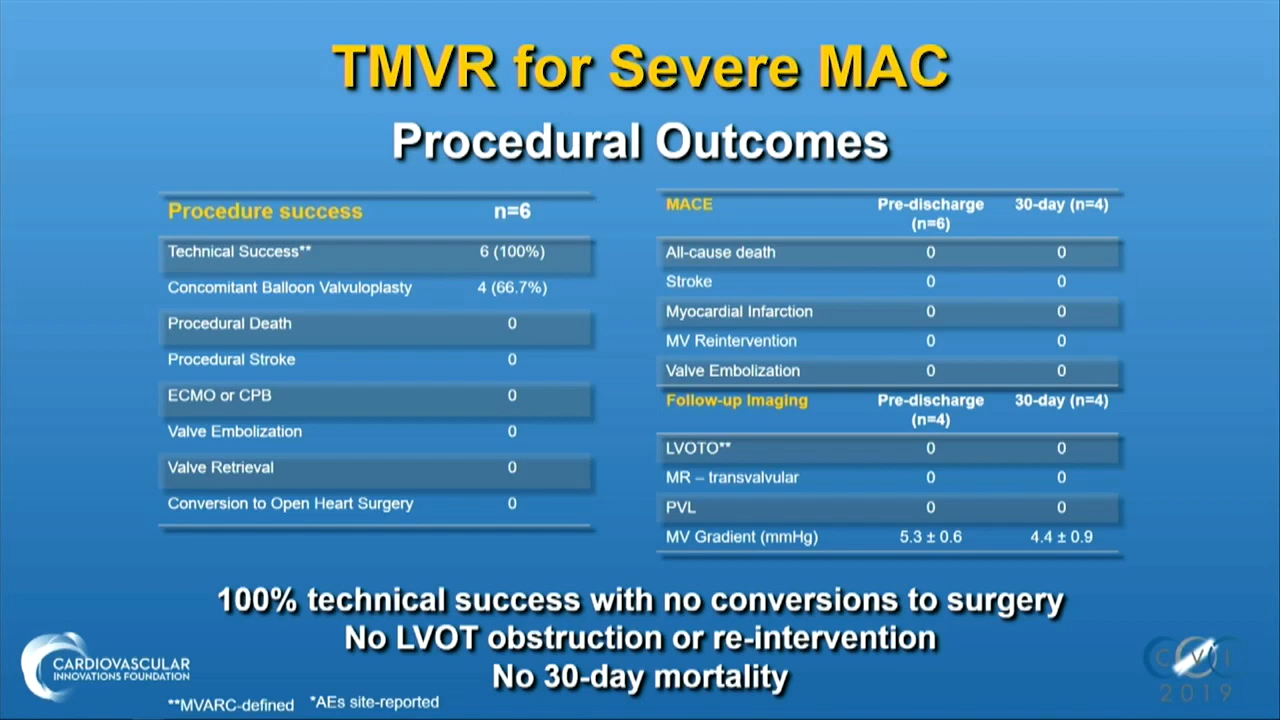 TMVR for Severe MAC
Procedural Outcomes
Procedure success n=6
Technical Success** 6 (100%)
Concomitant Balloon Valvuloplasty 4 (66.7%)
Procedural Death 0
Procedural Stroke 0
ECMO or CPB 0
Valve Embolization 0
Valve Retrieval 0
Conversion to Open Heart Surgery 0
MACE Pre-discharge 30-day (n=4)
(n=6)
All-cause death 0 0
Stroke 0 0
Myocardial Infarction 0 0
MV Reintervention 0 0
Valve Embolization 0 0
Follow-up Imaging Pre-discharge 30-day (n=4)
(n=4)
LVOTO** 0 0
MR – transvalvular 0 0
PVL 0 0
MV Gradient (mmHg) 5.3 ± 0.6 4.4 ± 0.9
100% technical success with no conversions to surgery
No LVOT obstruction or re-intervention
No 30-day mortality
CARDIOVASCULAR
INNOVATIONS FOUNDATION
**MVARC-defined *AEs site-reported
CVI
2019